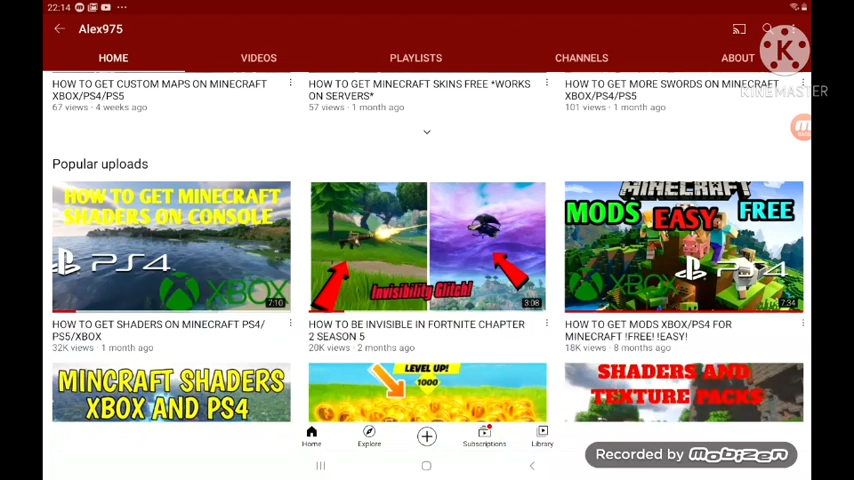 22:14
Alex975
HOME VIDEOS PLAYLISTS CHANNELS ABOUT
K
KINEMASTER
HOW TO GET CUSTOM MAPS ON MINECRAFT
XBOX/PS4/PS5
67 views · 4 weeks ago
HOW TO GET MINECRAFT SKINS FREE *WORKS
ON SERVERS*
57 views · 1 month ago
HOW TO GET MORE SWORDS ON MINECRAFT
XBOX/PS4/PS5
101 views · 1 month ago
Popular uploads
HOW TO GET MINECRAFT
SHADERS ON CONSOLE
PS4
XBOX
7:10
HOW TO GET SHADERS ON MINECRAFT PS4/
PS5/XBOX
32K views · 1 month ago
Invisibility Glitch!
3:08
HOW TO BE INVISIBLE IN FORTNITE CHAPTER
2 SEASON 5
20K views · 2 months ago
MINECRAFT
MODS EASY FREE
XBOX PS4
7:34
HOW TO GET MODS XBOX/PS4 FOR
MINECRAFT !FREE! !EASY!
18K views · 8 months ago
MINCRAFT SHADERS
XBOX AND PS4
LEVEL UP!
1000
SHADERS AND
TEXTURE PACKS
Home Explore Subscriptions Library
Recorded by mobizen